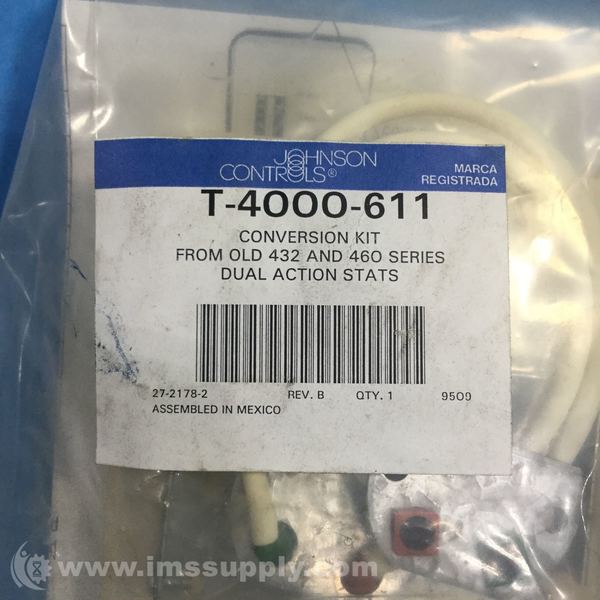 JOHNSON
CONTROLS®
MARCA
REGISTRADA
T-4000-611
CONVERSION KIT
FROM OLD 432 AND 460 SERIES
DUAL ACTION STATS
27-2178-2 REV. B QTY. 1 9509
ASSEMBLED IN MEXICO
www.imssupply.com